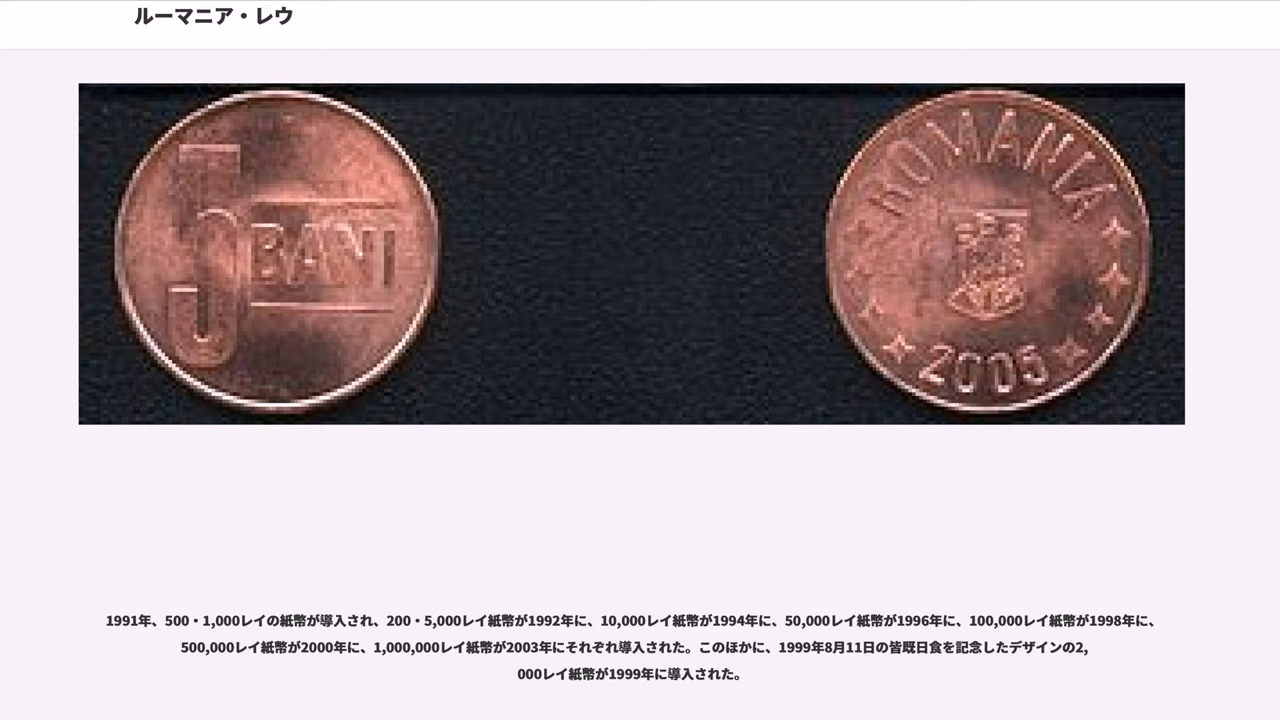 ルーマニア・レウ
5
BANI
ROMANIA
2005
1991年、500・1,000レイの紙幣が導入され、200・5,000レイ紙幣が1992年に、10,000レイ紙幣が1994年に、50,000レイ紙幣が1996年に、100,000レイ紙幣が1998年に、
500,000レイ紙幣が2000年に、1,000,000レイ紙幣が2003年にそれぞれ導入された。このほかに、1999年8月11日の皆既日食を記念したデザインの2,
000レイ紙幣が1999年に導入された。